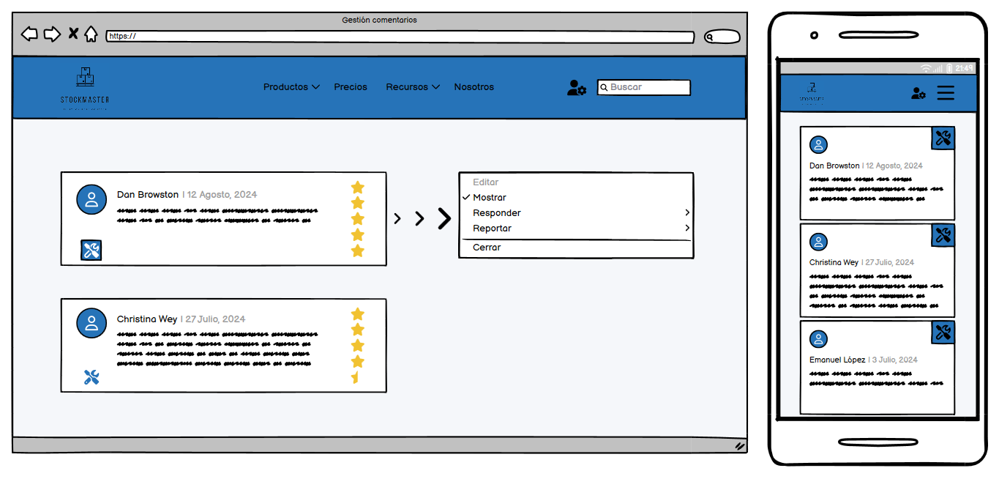 Gestión comentarios
https://
STOCKMASTER
Productos
Precios
Recursos
Nosotros
Buscar
Dan Browston | 12 Agosto, 2024
Editar
Mostrar
Responder
Reportar
Cerrar
Christina Wey | 27 Julio, 2024
21:49
Dan Browston | 12 Agosto, 2024
Christina Wey | 27 Julio, 2024
Emanuel López | 3 Julio, 2024